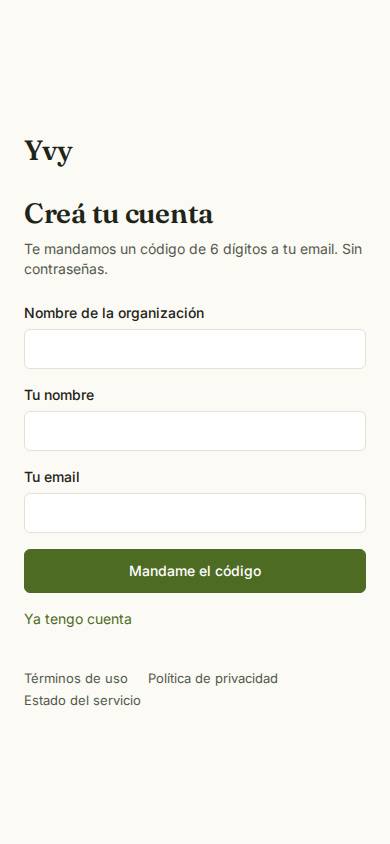 Yvy
Creá tu cuenta
Te mandamos un código de 6 dígitos a tu email. Sin
contraseñas.
Nombre de la organización
Tu nombre
Tu email
Mandame el código
Ya tengo cuenta
Términos de uso Política de privacidad
Estado del servicio